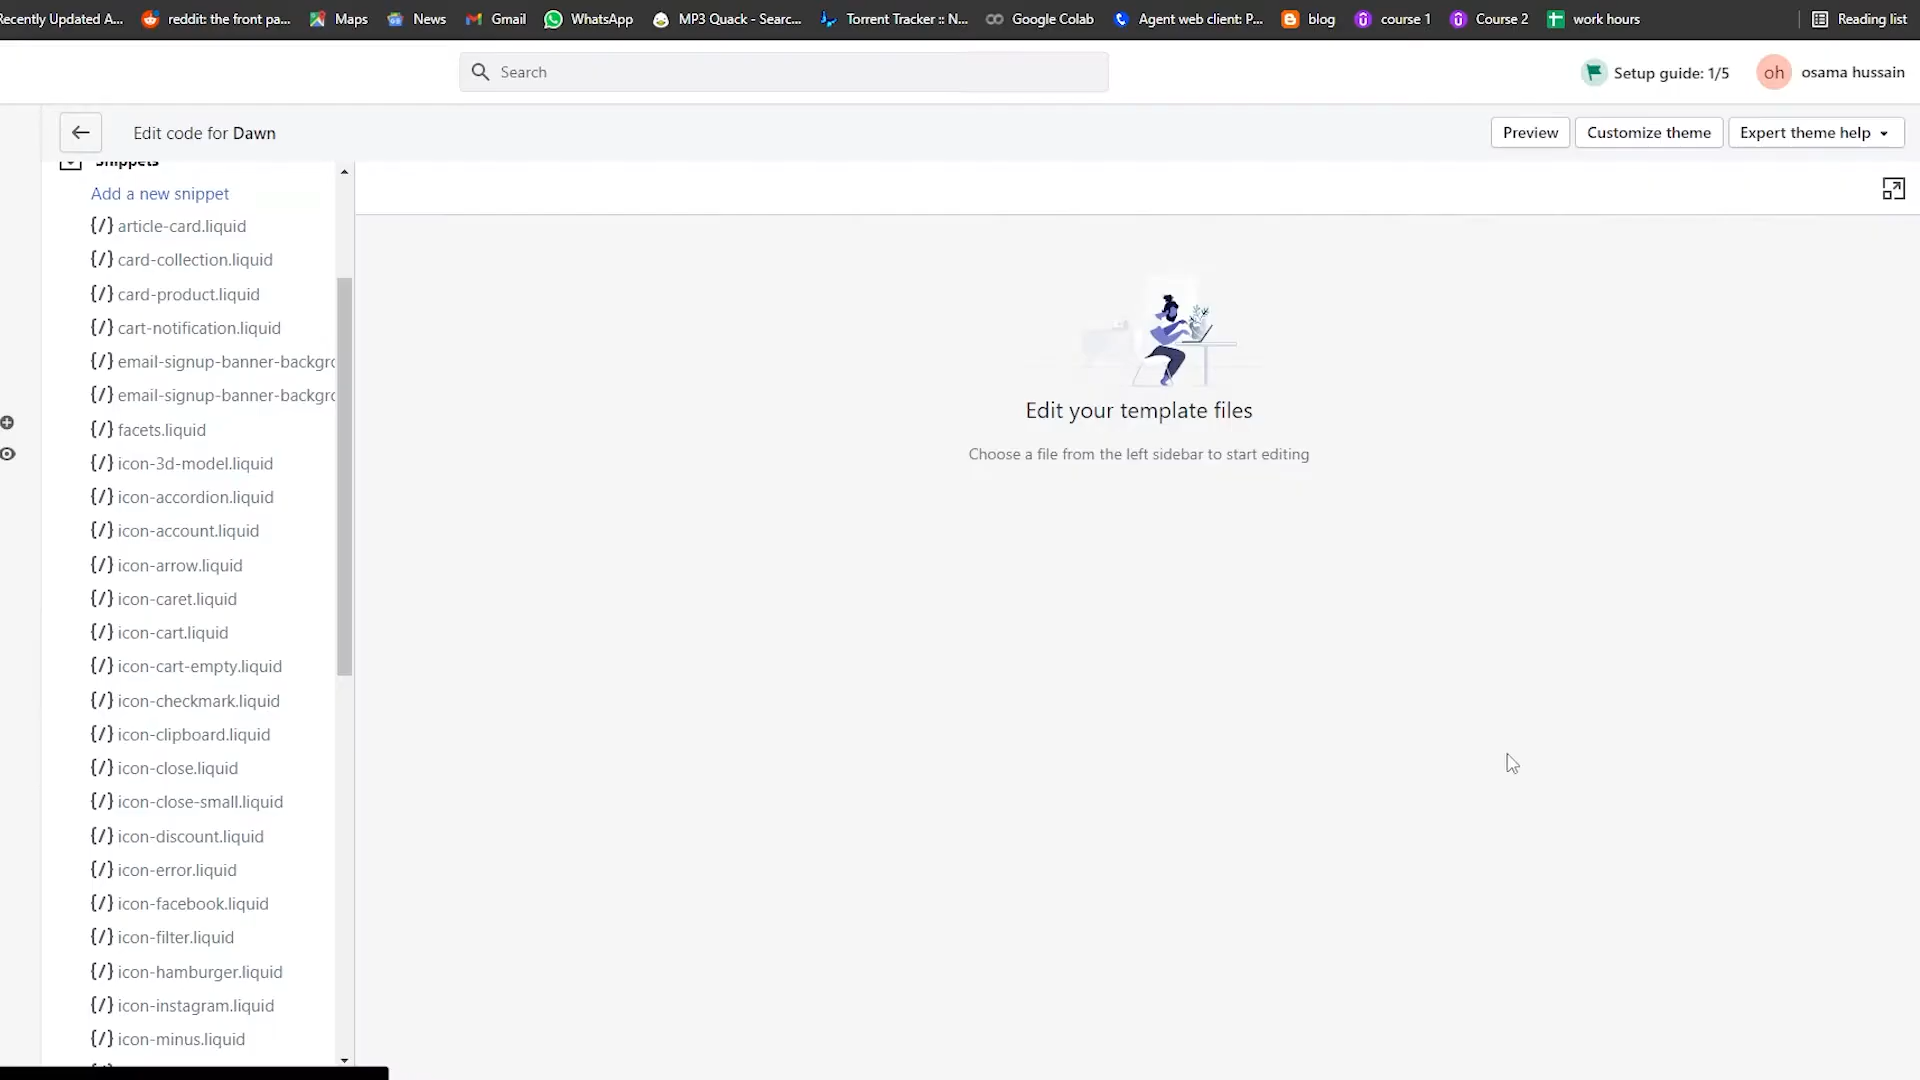 ecently Updated A... reddit: the front pa... Maps News Gmail WhatsApp MP3 Quack - Searc... Torrent Tracker :: N... Google Colab Agent web client: P... blog course 1 Course 2 work hours Reading list
Search Setup guide: 1/5 oh osama hussain
Edit code for Dawn Preview Customize theme Expert theme help
Snippets
Add a new snippet
{/} article-card.liquid
{/} card-collection.liquid
{/} card-product.liquid
{/} cart-notification.liquid
{/} email-signup-banner-backgro
{/} email-signup-banner-backgro
{/} facets.liquid
{/} icon-3d-model.liquid
{/} icon-accordion.liquid
{/} icon-account.liquid
{/} icon-arrow.liquid
{/} icon-caret.liquid
{/} icon-cart.liquid
{/} icon-cart-empty.liquid
{/} icon-checkmark.liquid
{/} icon-clipboard.liquid
{/} icon-close.liquid
{/} icon-close-small.liquid
{/} icon-discount.liquid
{/} icon-error.liquid
{/} icon-facebook.liquid
{/} icon-filter.liquid
{/} icon-hamburger.liquid
{/} icon-instagram.liquid
{/} icon-minus.liquid
Edit your template files
Choose a file from the left sidebar to start editing